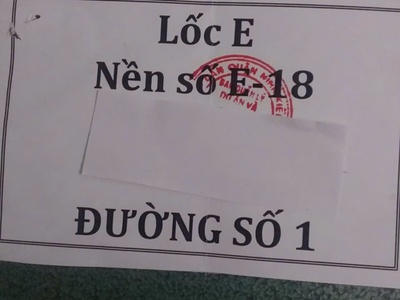 Lốc E
Nền số E-18
ĐƯỜNG SỐ 1